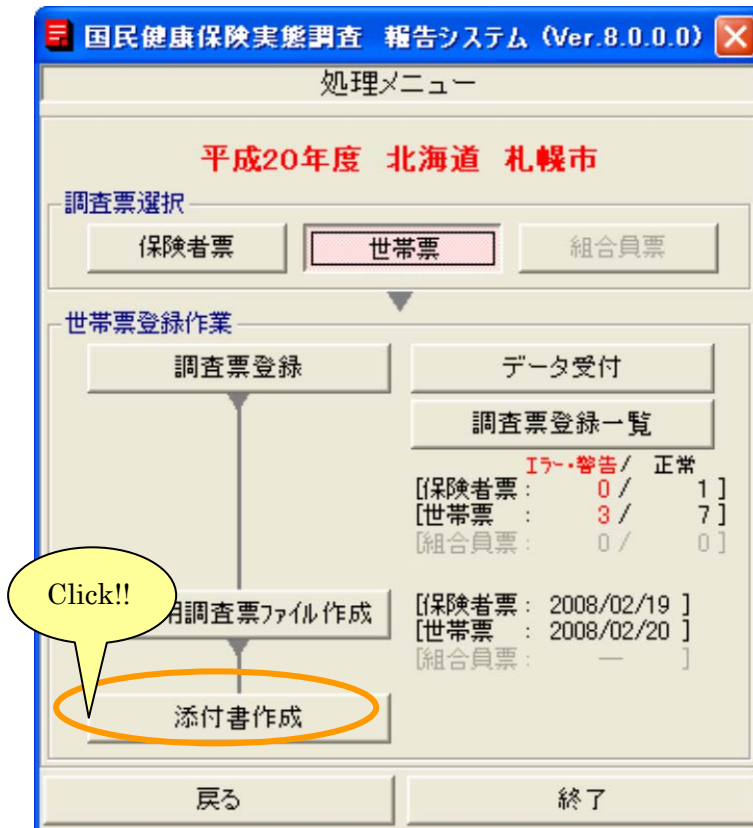 国民健康保険実態調査 報告システム (Ver.8.0.0.0)
処理メニュー
平成20年度 北海道 札幌市
調査票選択
保険者票 世帯票 組合員票
世帯票登録作業
調査票登録 データ受付
調査票登録一覧
エラー・警告/ 正常
[保険者票: 0/ 1]
[世帯票 : 3/ 7]
[組合員票: 0/ 0]
Click!!
用調査票ファイル作成
[保険者票: 2008/02/19 ]
[世帯票 : 2008/02/20 ]
[組合員票: ― ]
添付書作成
戻る 終了